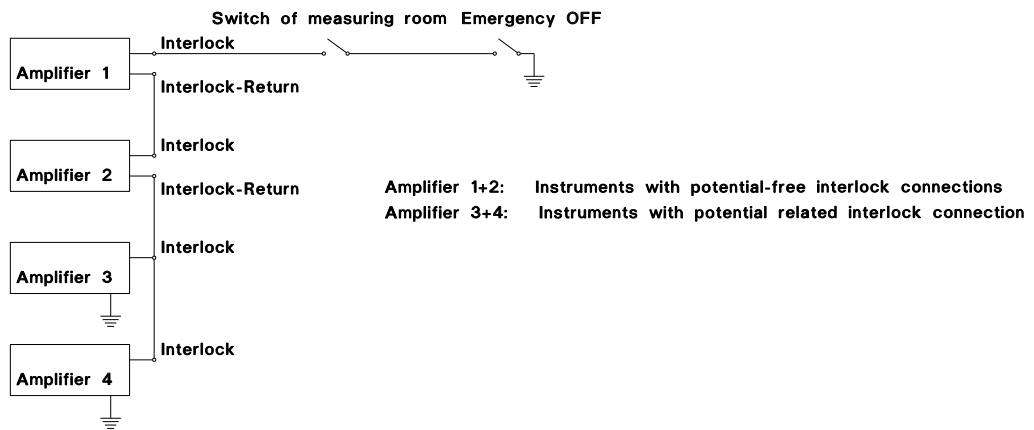 Switch of measuring room Emergency OFF
Interlock
Amplifier 1
Interlock-Return
Interlock
Amplifier 2
Interlock-Return
Amplifier 1+2: Instruments with potential-free interlock connections
Amplifier 3+4: Instruments with potential related interlock connection
Interlock
Amplifier 3
Interlock
Amplifier 4